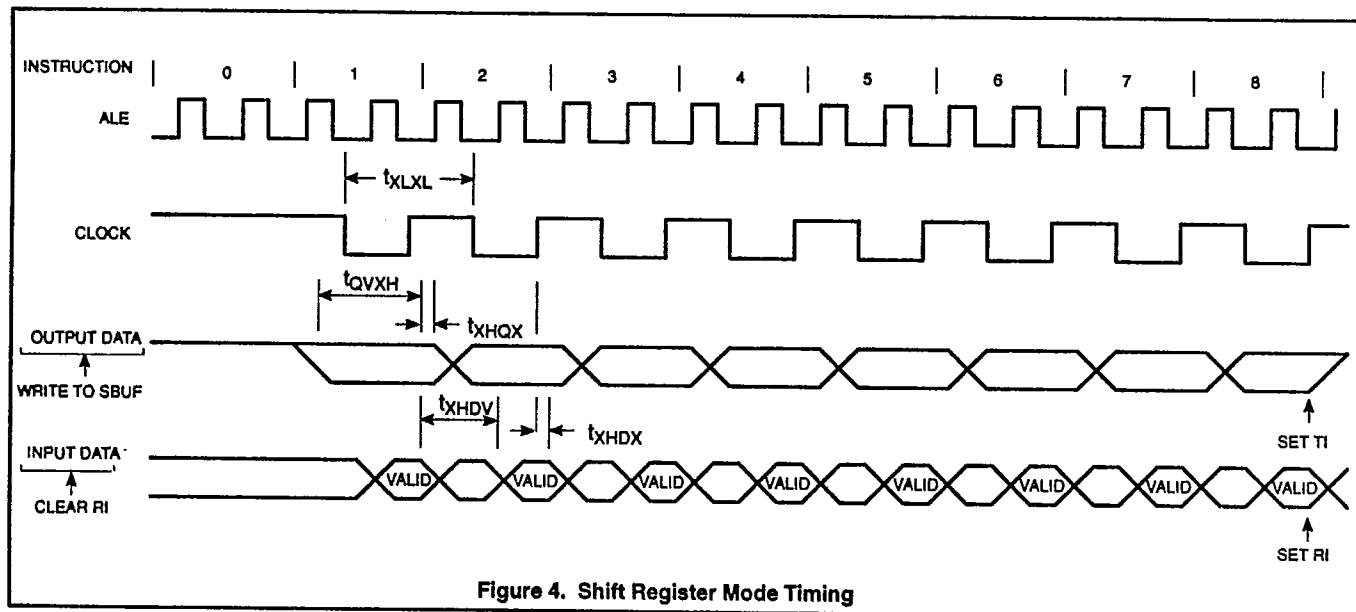 INSTRUCTION 0 1 2 3 4 5 6 7 8
ALE
tXLXL
CLOCK
tQVXH
tXHQX
OUTPUT DATA
WRITE TO SBUF
SET TI
tXHDV
tXHDX
INPUT DATA
VALID VALID VALID VALID VALID VALID VALID VALID
CLEAR RI
SET RI
Figure 4. Shift Register Mode Timing